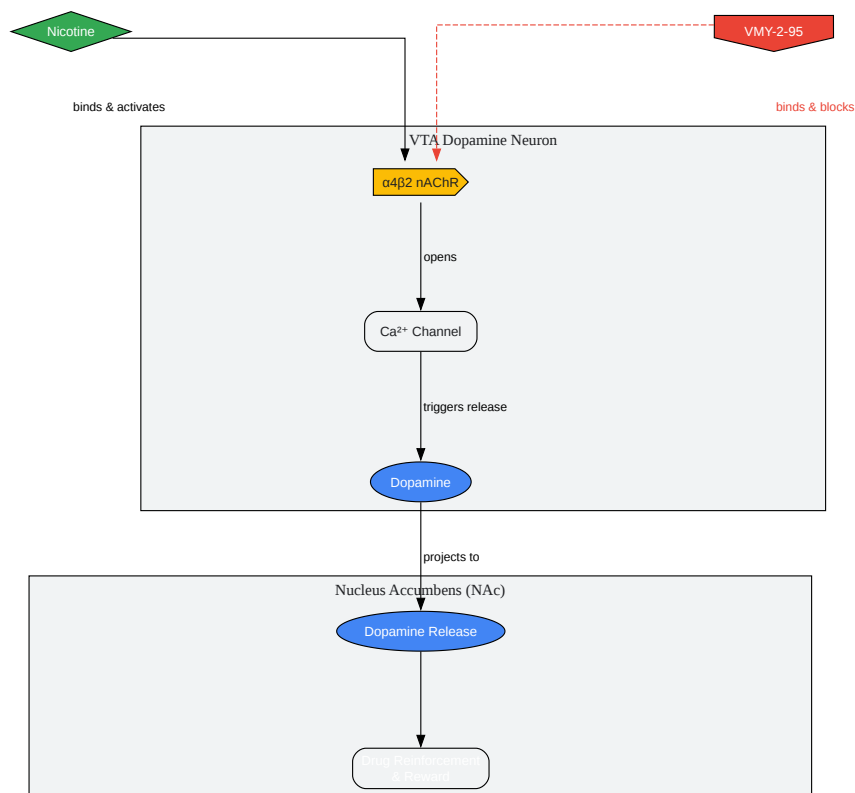 Nicotine
VMY-2-95
binds & activates
binds & blocks
VTA Dopamine Neuron
α4β2 nAChR
opens
Ca²⁺ Channel
triggers release
Dopamine
projects to
Nucleus Accumbens (NAc)
Dopamine Release
Drug Reinforcement
& Reward